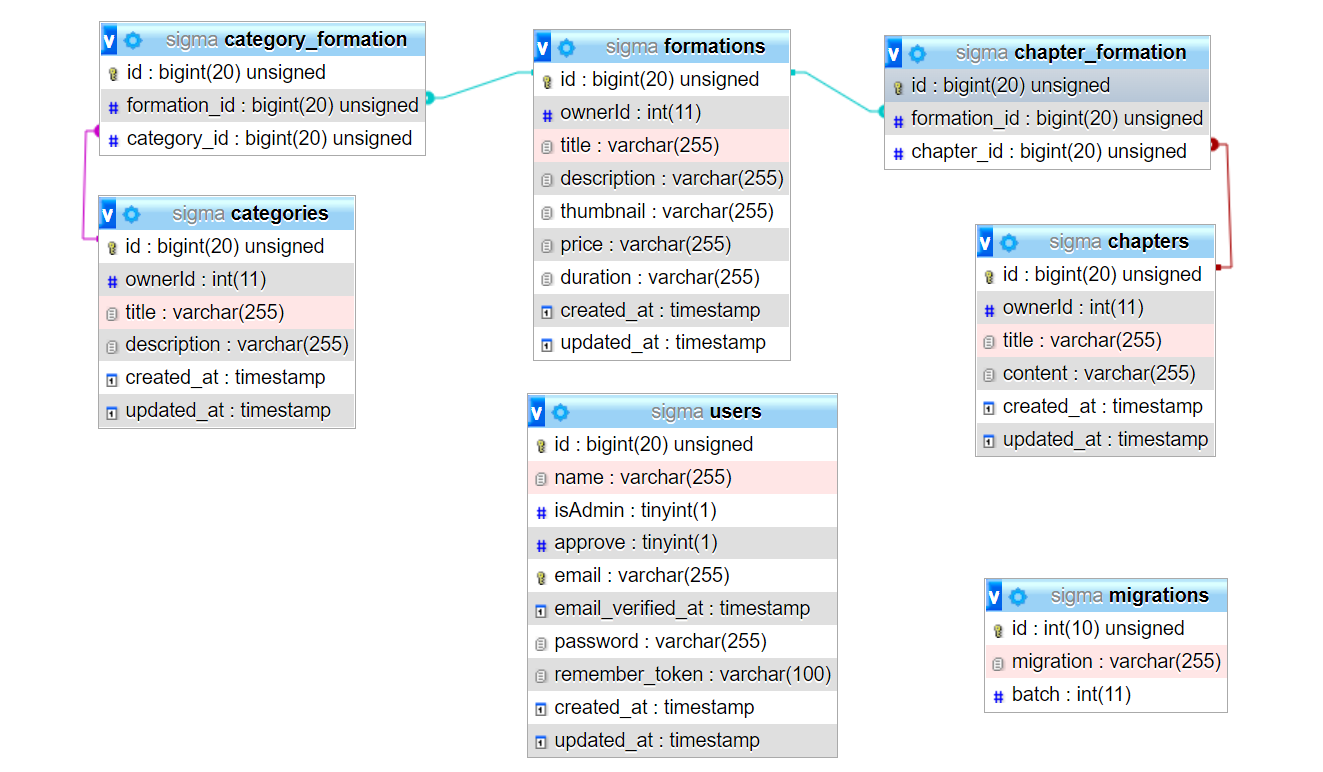 v sigma category_formation
id : bigint(20) unsigned
# formation_id : bigint(20) unsigned
# category_id : bigint(20) unsigned
v sigma categories
id : bigint(20) unsigned
# ownerId : int(11)
title : varchar(255)
description : varchar(255)
created_at : timestamp
updated_at : timestamp
v sigma formations
id : bigint(20) unsigned
# ownerId : int(11)
title : varchar(255)
description : varchar(255)
thumbnail : varchar(255)
price : varchar(255)
duration : varchar(255)
created_at : timestamp
updated_at : timestamp
v sigma users
id : bigint(20) unsigned
name : varchar(255)
# isAdmin : tinyint(1)
# approve : tinyint(1)
email : varchar(255)
email_verified_at : timestamp
password : varchar(255)
remember_token : varchar(100)
created_at : timestamp
updated_at : timestamp
v sigma chapter_formation
id : bigint(20) unsigned
# formation_id : bigint(20) unsigned
# chapter_id : bigint(20) unsigned
v sigma chapters
id : bigint(20) unsigned
# ownerId : int(11)
title : varchar(255)
content : varchar(255)
created_at : timestamp
updated_at : timestamp
v sigma migrations
id : int(10) unsigned
migration : varchar(255)
# batch : int(11)